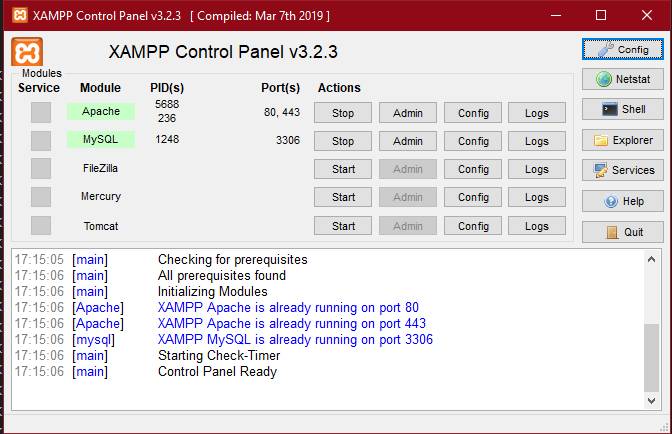 XAMPP Control Panel v3.2.3 [ Compiled: Mar 7th 2019 ]
XAMPP Control Panel v3.2.3
Modules
Service Module PID(s) Port(s) Actions
Apache 5688 236 80, 443 Stop Admin Config Logs
MySQL 1248 3306 Stop Admin Config Logs
FileZilla Start Admin Config Logs
Mercury Start Admin Config Logs
Tomcat Start Admin Config Logs
Config
Netstat
Shell
Explorer
Services
Help
Quit
17:15:05 [main] Checking for prerequisites
17:15:06 [main] All prerequisites found
17:15:06 [main] Initializing Modules
17:15:06 [Apache] XAMPP Apache is already running on port 80
17:15:06 [Apache] XAMPP Apache is already running on port 443
17:15:06 [mysql] XAMPP MySQL is already running on port 3306
17:15:06 [main] Starting Check-Timer
17:15:06 [main] Control Panel Ready